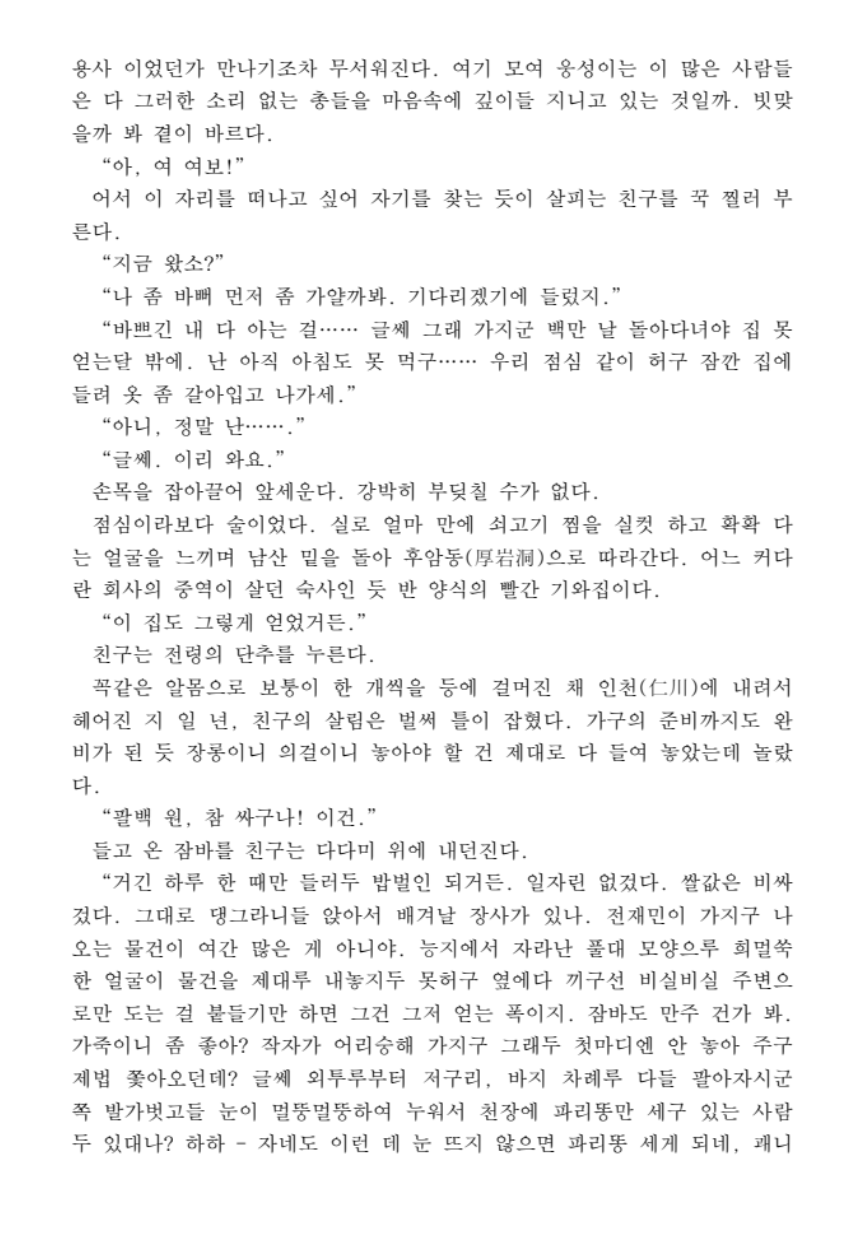 용사 이었던가 만나기조차 무서워진다. 여기 모여 웅성이는 이 많은 사람들
은 다 그러한 소리 없는 총들을 마음속에 깊이들 지니고 있는 것일까. 빗맞
을까 봐 곁이 바르다.
“아, 여 여보!”
어서 이 자리를 떠나고 싶어 자기를 찾는 듯이 살피는 친구를 꾹 찔러 부
른다.
“지금 왔소?”
“나 좀 바뻐 먼저 좀 가얄까봐. 기다리겠기에 들렀지.”
“바쁘긴 내 다 아는 걸…… 글쎄 그래 가지군 백만 날 돌아다녀야 집 못
얻는달 밖에. 난 아직 아침도 못 먹구…… 우리 점심 같이 허구 잠깐 집에
들려 옷 좀 갈아입고 나가세.”
“아니, 정말 난…….”
“글쎄. 이리 와요.”
손목을 잡아끌어 앞세운다. 강박히 부딪칠 수가 없다.
점심이라보다 술이었다. 실로 얼마 만에 쇠고기 찜을 실컷 하고 확확 다
는 얼굴을 느끼며 남산 밑을 돌아 후암동(厚岩洞)으로 따라간다. 어느 커다
란 회사의 중역이 살던 숙사인 듯 반 양식의 빨간 기와집이다.
“이 집도 그렇게 얻었거든.”
친구는 전령의 단추를 누른다.
꼭같은 알몸으로 보퉁이 한 개씩을 등에 걸머진 채 인천(仁川)에 내려서
헤어진 지 일 년, 친구의 살림은 벌써 틀이 잡혔다. 가구의 준비까지도 완
비가 된 듯 장롱이니 의걸이니 놓아야 할 건 제대로 다 들여 놓았는데 놀랐
다.
“팔백 원, 참 싸구나! 이건.”
들고 온 잠바를 친구는 다다미 위에 내던진다.
“거긴 하루 한 때만 들러두 밥벌인 되거든. 일자린 없겄다. 쌀값은 비싸
겄다. 그대로 댕그라니들 앉아서 배겨날 장사가 있나. 전재민이 가지구 나
오는 물건이 여간 많은 게 아니야. 능지에서 자라난 풀대 모양으루 희멀쑥
한 얼굴이 물건을 제대루 내놓지두 못허구 옆에다 끼구선 비실비실 주변으
로만 도는 걸 붙들기만 하면 그건 그저 얻는 폭이지. 잠바도 만주 건가 봐.
가죽이니 좀 좋아? 작자가 어리숭해 가지구 그래두 첫마디엔 안 놓아 주구
제법 쫓아오던데? 글쎄 외투루부터 저구리, 바지 차례루 다들 팔아자시군
쪽 발가벗고들 눈이 멀뚱멀뚱하여 누워서 천장에 파리똥만 세구 있는 사람
두 있대나? 하하 - 자네도 이런 데 눈 뜨지 않으면 파리똥 세게 되네, 괘니